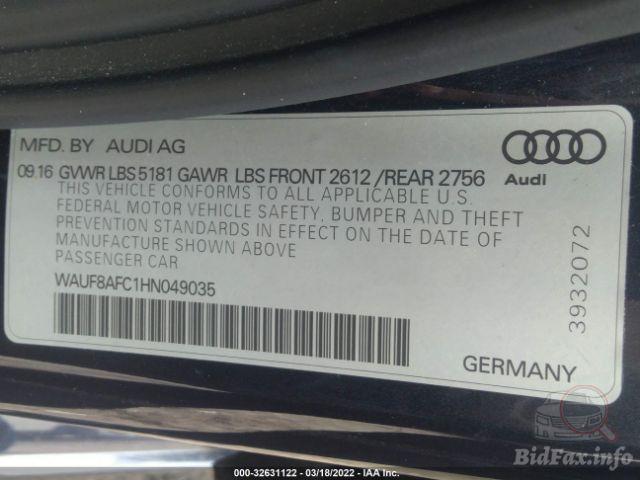 MFD. BY AUDI AG
09.16 GVWR LBS 5181 GAWR LBS FRONT 2612 /REAR 2756
THIS VEHICLE CONFORMS TO ALL APPLICABLE U.S.
FEDERAL MOTOR VEHICLE SAFETY, BUMPER AND THEFT
PREVENTION STANDARDS IN EFFECT ON THE DATE OF
MANUFACTURE SHOWN ABOVE
PASSENGER CAR
WAUF8AFC1HN049035
Audi
3932072
GERMANY
BidFax.info
000-32631122 - 03/18/2022 - IAA Inc.